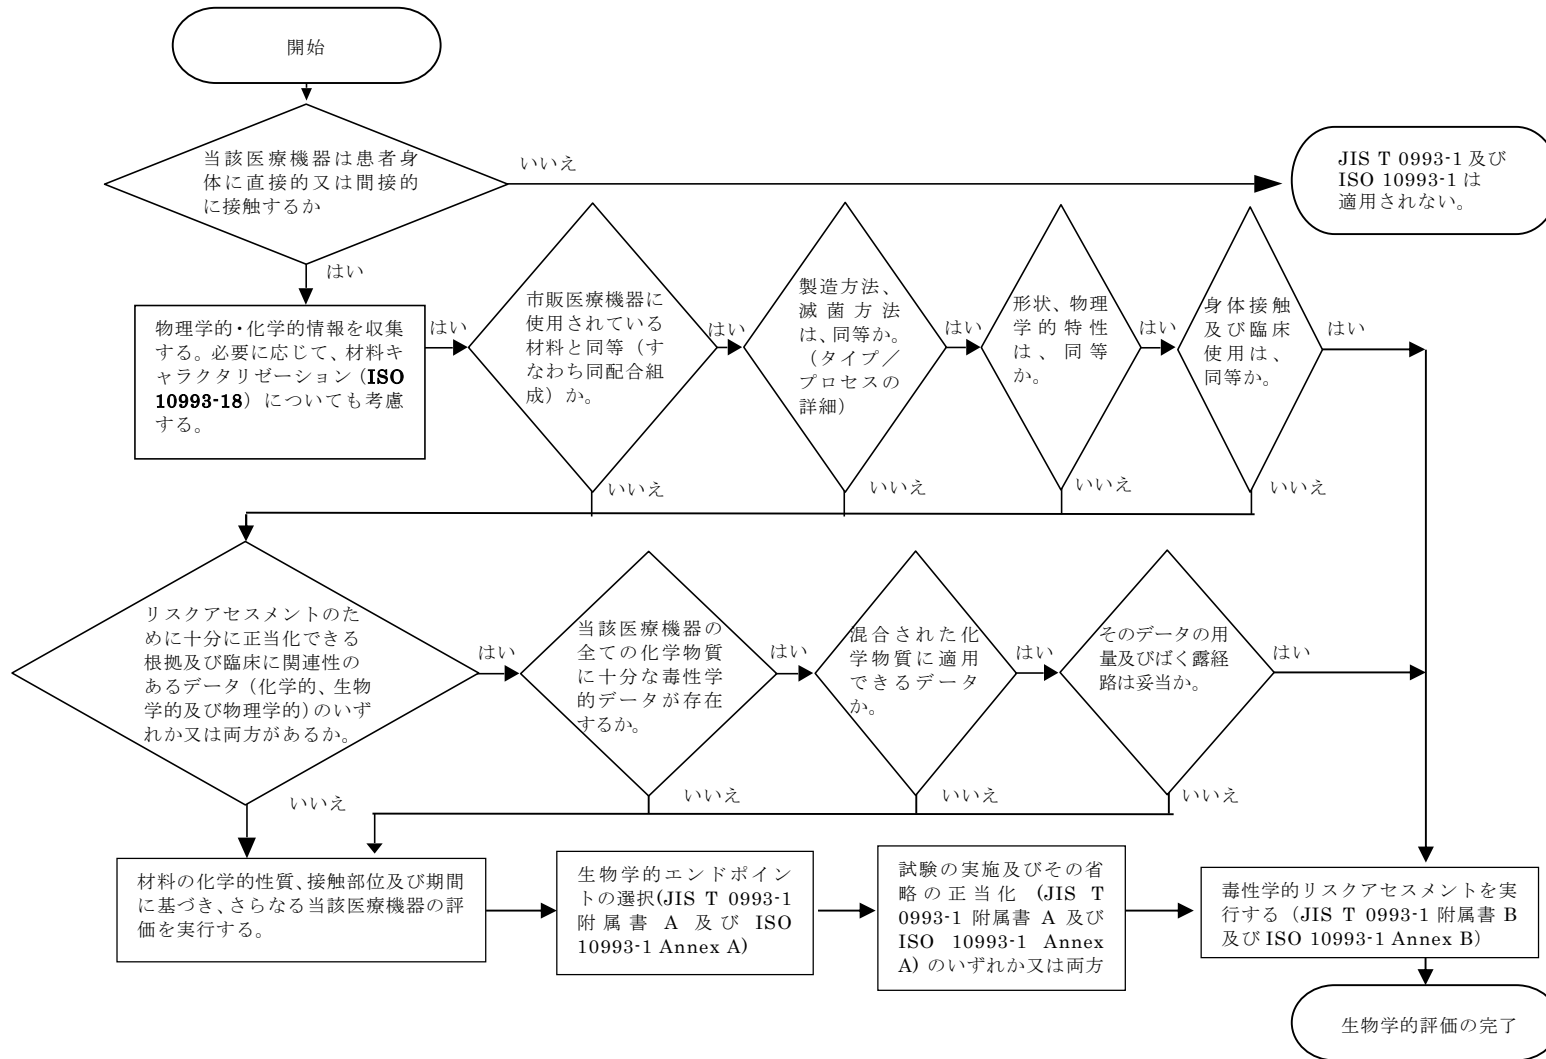 開始
当該医療機器は患者身
体に直接的又は間接的
に接触するか
いいえ
JIS T 0993-1 及び
ISO 10993-1 は
適用されない。
はい
物理学的・化学的情報を収集
する。必要に応じて、材料キ
ャラクタリゼーション（ISO
10993-18）についても考慮
する。
はい
市販医療機器に
使用されている
材料と同等（す
なわち同配合組
成）か。
はい
製造方法、
滅菌方法
は、同等か。
（タイプ／
プロセスの
詳細）
はい
形状、物理
学的特性
は、同等
か。
はい
身体接触
及び臨床
使用は、
同等か。
はい
いいえ
いいえ
いいえ
いいえ
リスクアセスメントのた
めに十分に正当化できる
根拠及び臨床に関連性の
あるデータ（化学的、生物
学的及び物理学的）のいず
れか又は両方があるか。
はい
当該医療機器の
全ての化学物質
に十分な毒性学
的データが存在
するか。
はい
混合された化
学物質に適用
できるデータ
か。
はい
そのデータの用
量及びばく露経
路は妥当か。
はい
いいえ
いいえ
いいえ
いいえ
材料の化学的性質、接触部位及び期間
に基づき、さらなる当該医療機器の評
価を実行する。
生物学的エンドポイン
トの選択(JIS T 0993-1
附属書 A 及び ISO
10993-1 Annex A)
試験の実施及びその省
略の正当化 (JIS T
0993-1 附属書 A 及び
ISO 10993-1 Annex
A) のいずれか又は両方
毒性学的リスクアセスメントを実
行する（JIS T 0993-1 附属書 B
及び ISO 10993-1 Annex B）
生物学的評価の完了